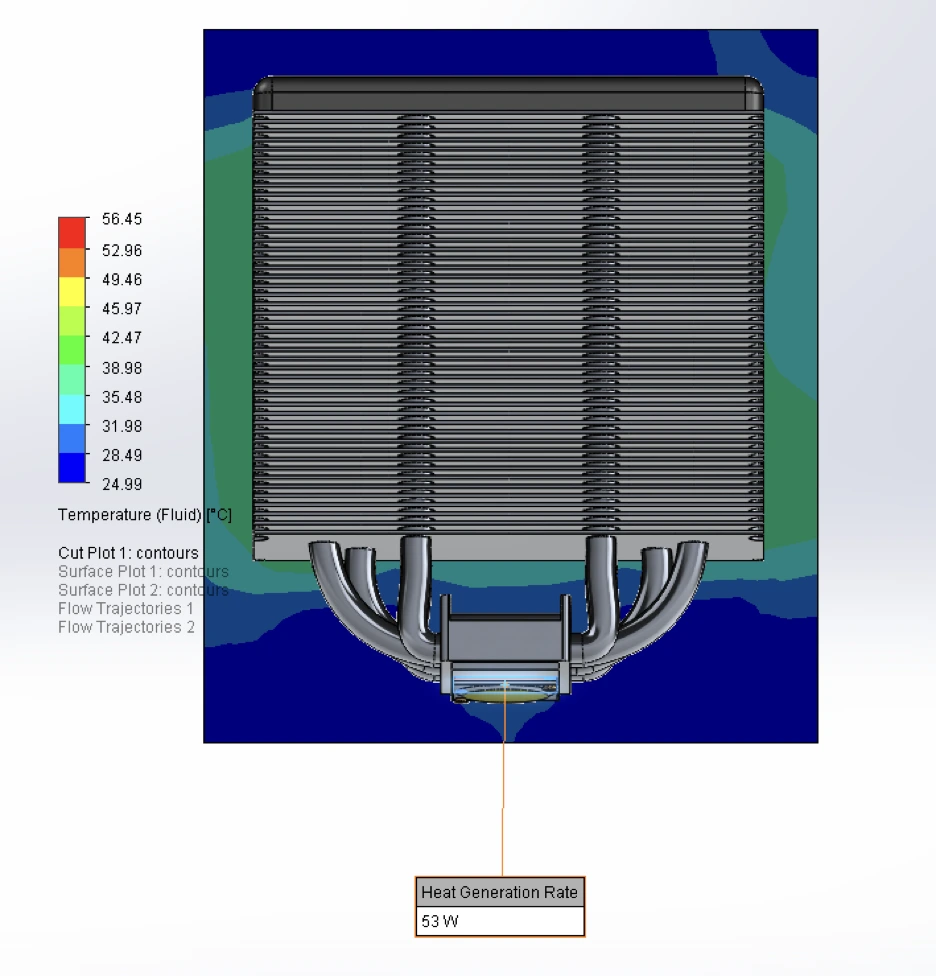 56.45
52.96
49.46
45.97
42.47
38.98
35.48
31.98
28.49
24.99
Temperature (Fluid) [°C]
Cut Plot 1: contours
Surface Plot 1: contours
Surface Plot 2: contours
Flow Trajectories 1
Flow Trajectories 2
Heat Generation Rate
53 W